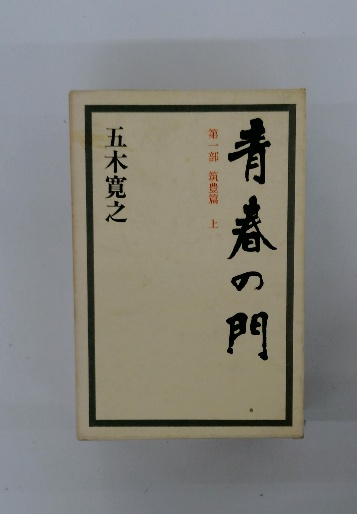 青春の門
第一部 筑豊篇 上
五木寛之